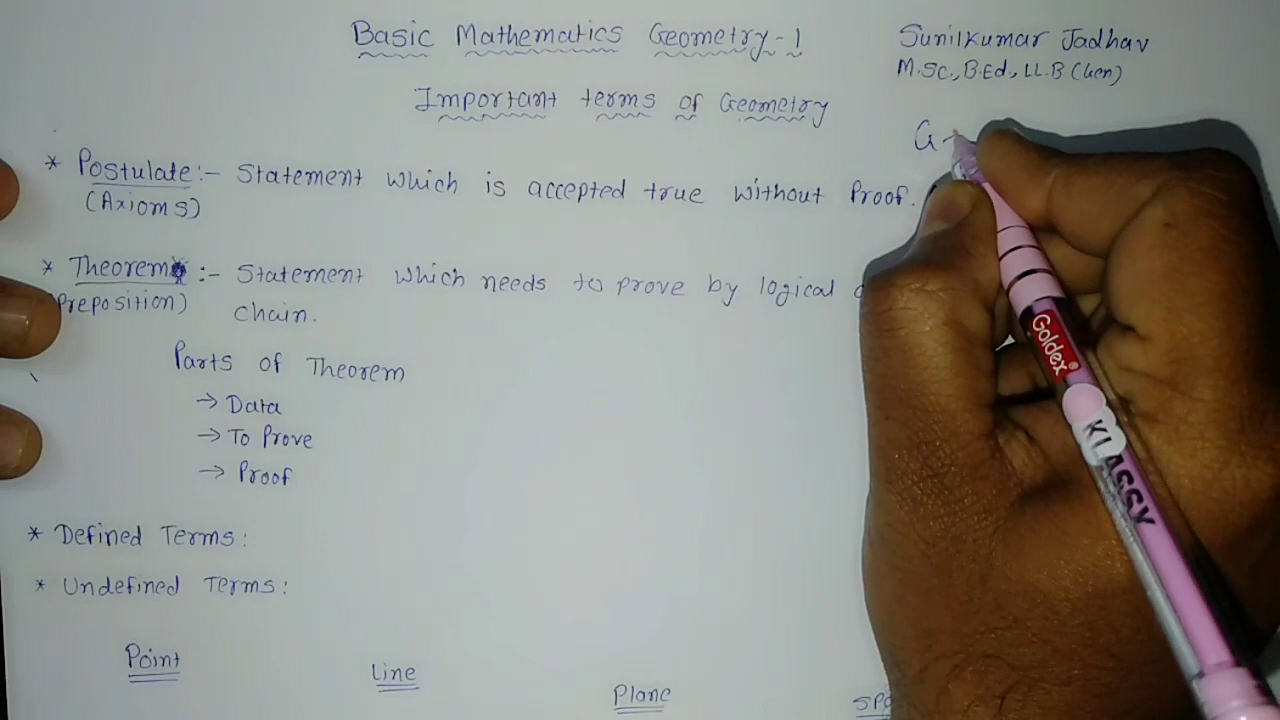 Basic Mathematics Geometry-1
Sunilkumar Jadhav
M.Sc., B.Ed., LL.B (Gen)
Important terms of Geometry
G
* Postulate:- Statement which is accepted true without Proof.
(Axioms)
* Theorem :- Statement which needs to prove by logical
(Preposition) chain.
Parts of Theorem
→ Data
→ To Prove
→ Proof
* Defined Terms:
* Undefined Terms:
Point
Line
Plane
Goldex®
KLASSY